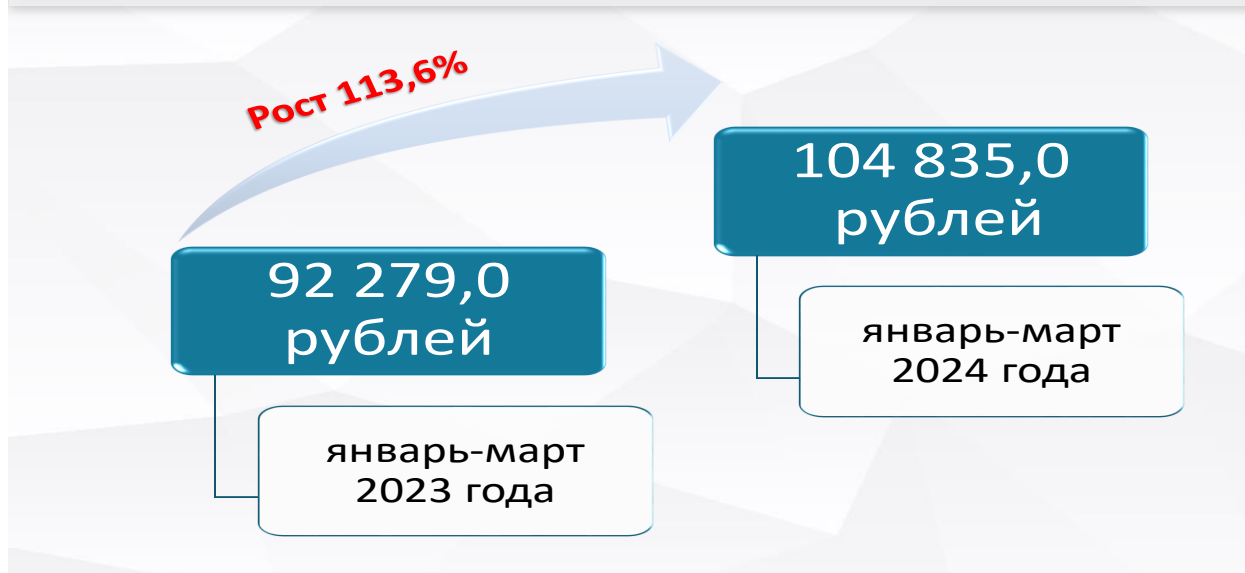 Рост 113,6%
104 835,0
рублей
92 279,0
рублей
январь-март
2024 года
январь-март
2023 года